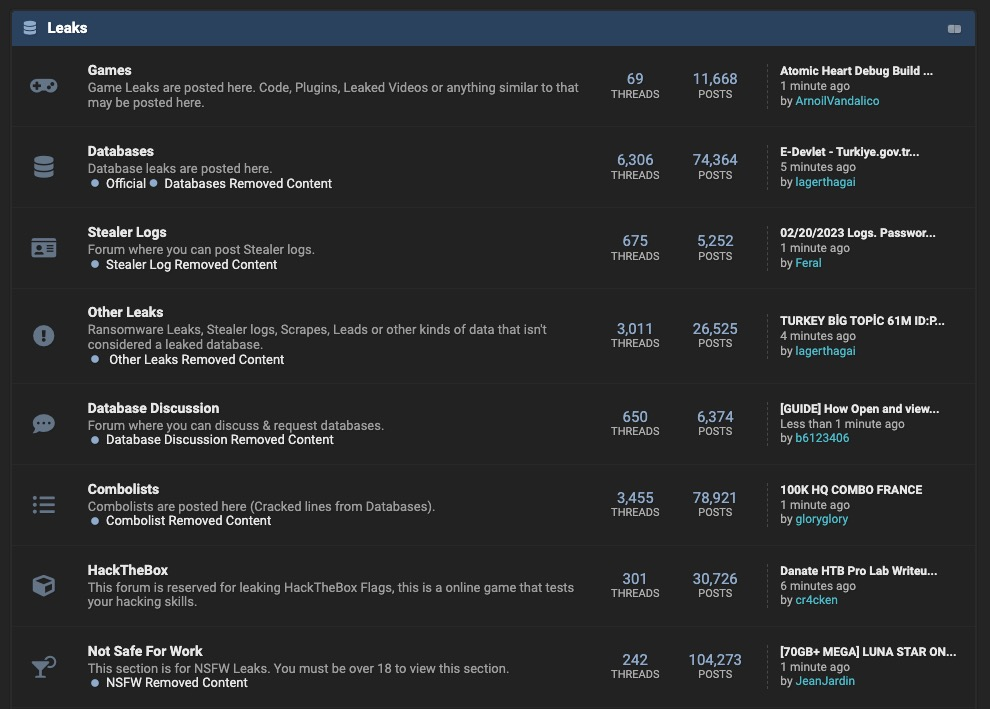 Leaks
Games
Game Leaks are posted here. Code, Plugins, Leaked Videos or anything similar to that
may be posted here.
69
THREADS
11,668
POSTS
Atomic Heart Debug Build ...
1 minute ago
by ArnoilVandalico
Databases
Database leaks are posted here.
Official Databases Removed Content
6,306
THREADS
74,364
POSTS
E-Devlet - Turkiye.gov.tr...
5 minutes ago
by lagerthagai
Stealer Logs
Forum where you can post Stealer logs.
Stealer Log Removed Content
675
THREADS
5,252
POSTS
02/20/2023 Logs. Passwor...
1 minute ago
by Feral
Other Leaks
Ransomware Leaks, Stealer logs, Scrapes, Leads or other kinds of data that isn't
considered a leaked database.
Other Leaks Removed Content
3,011
THREADS
26,525
POSTS
TURKEY BİG TOPİC 61M ID:P...
4 minutes ago
by lagerthagai
Database Discussion
Forum where you can discuss & request databases.
Database Discussion Removed Content
650
THREADS
6,374
POSTS
[GUIDE] How Open and view...
Less than 1 minute ago
by b6123406
Combolists
Combolists are posted here (Cracked lines from Databases).
Combolist Removed Content
3,455
THREADS
78,921
POSTS
100K HQ COMBO FRANCE
1 minute ago
by gloryglory
HackTheBox
This forum is reserved for leaking HackTheBox Flags, this is a online game that tests
your hacking skills.
301
THREADS
30,726
POSTS
Danate HTB Pro Lab Writeu...
6 minutes ago
by cr4cken
Not Safe For Work
This section is for NSFW Leaks. You must be over 18 to view this section.
NSFW Removed Content
242
THREADS
104,273
POSTS
[70GB+ MEGA] LUNA STAR ON...
1 minute ago
by JeanJardin